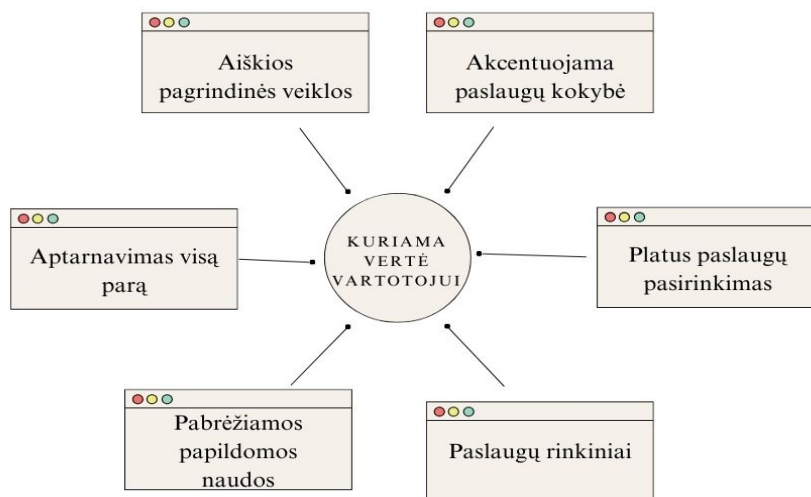 Aiškios
pagrindinės veiklos
Akcentuojama
paslaugų kokybė
Aptarnavimas visą
parą
KURIAMA
VERTĖ
VARTOTOJUI
Platus paslaugų
pasirinkimas
Pabrėžiamos
papildomos
naudos
Paslaugų rinkiniai